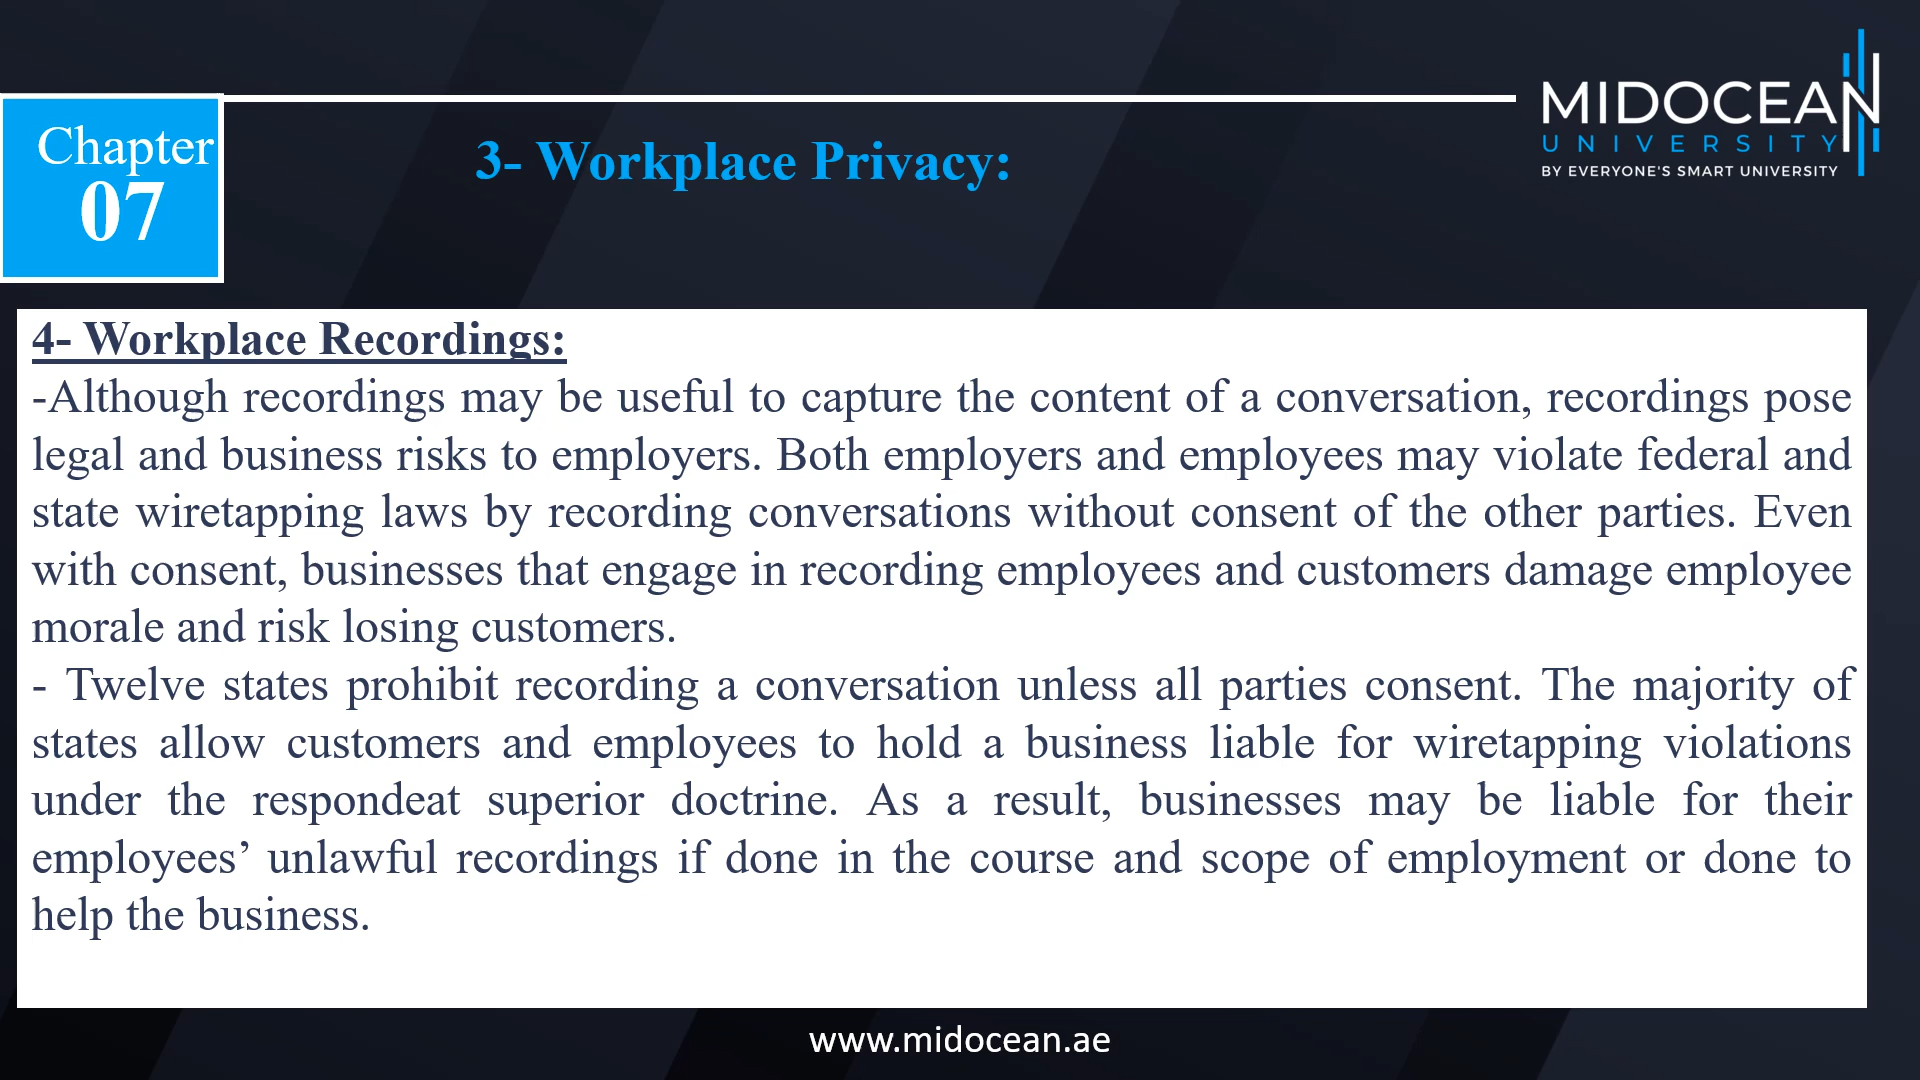 MIDOCEAN
UNIVERSITY
BY EVERYONE'S SMART UNIVERSITY
Chapter
07
3- Workplace Privacy:
4- Workplace Recordings:
-Although recordings may be useful to capture the content of a conversation, recordings pose
legal and business risks to employers. Both employers and employees may violate federal and
state wiretapping laws by recording conversations without consent of the other parties. Even
with consent, businesses that engage in recording employees and customers damage employee
morale and risk losing customers.
- Twelve states prohibit recording a conversation unless all parties consent. The majority of
states allow customers and employees to hold a business liable for wiretapping violations
under the respondeat superior doctrine. As a result, businesses may be liable for their
employees’ unlawful recordings if done in the course and scope of employment or done to
help the business.
www.midocean.ae